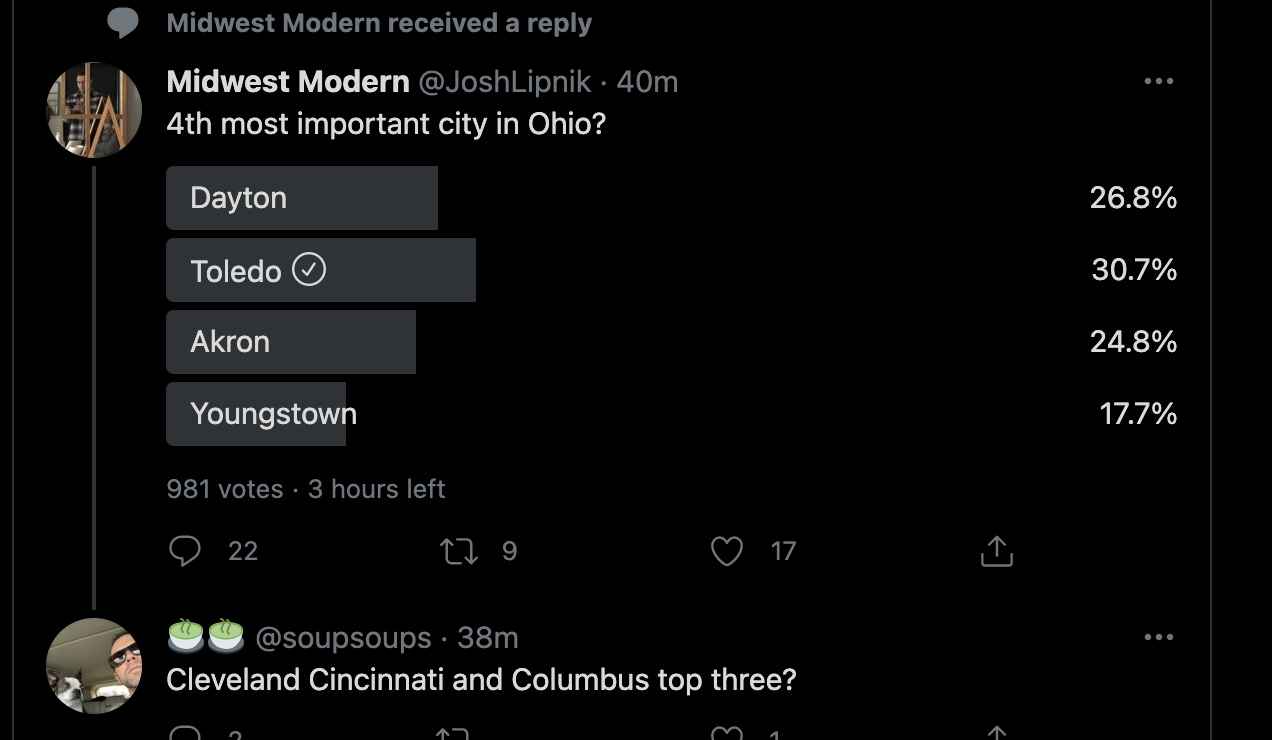 Midwest Modern received a reply
Midwest Modern @JoshLipnik · 40m
4th most important city in Ohio?
Dayton 26.8%
Toledo 30.7%
Akron 24.8%
Youngstown 17.7%
981 votes · 3 hours left
22 9 17
🍵🍵 @soupsoups · 38m
Cleveland Cincinnati and Columbus top three?